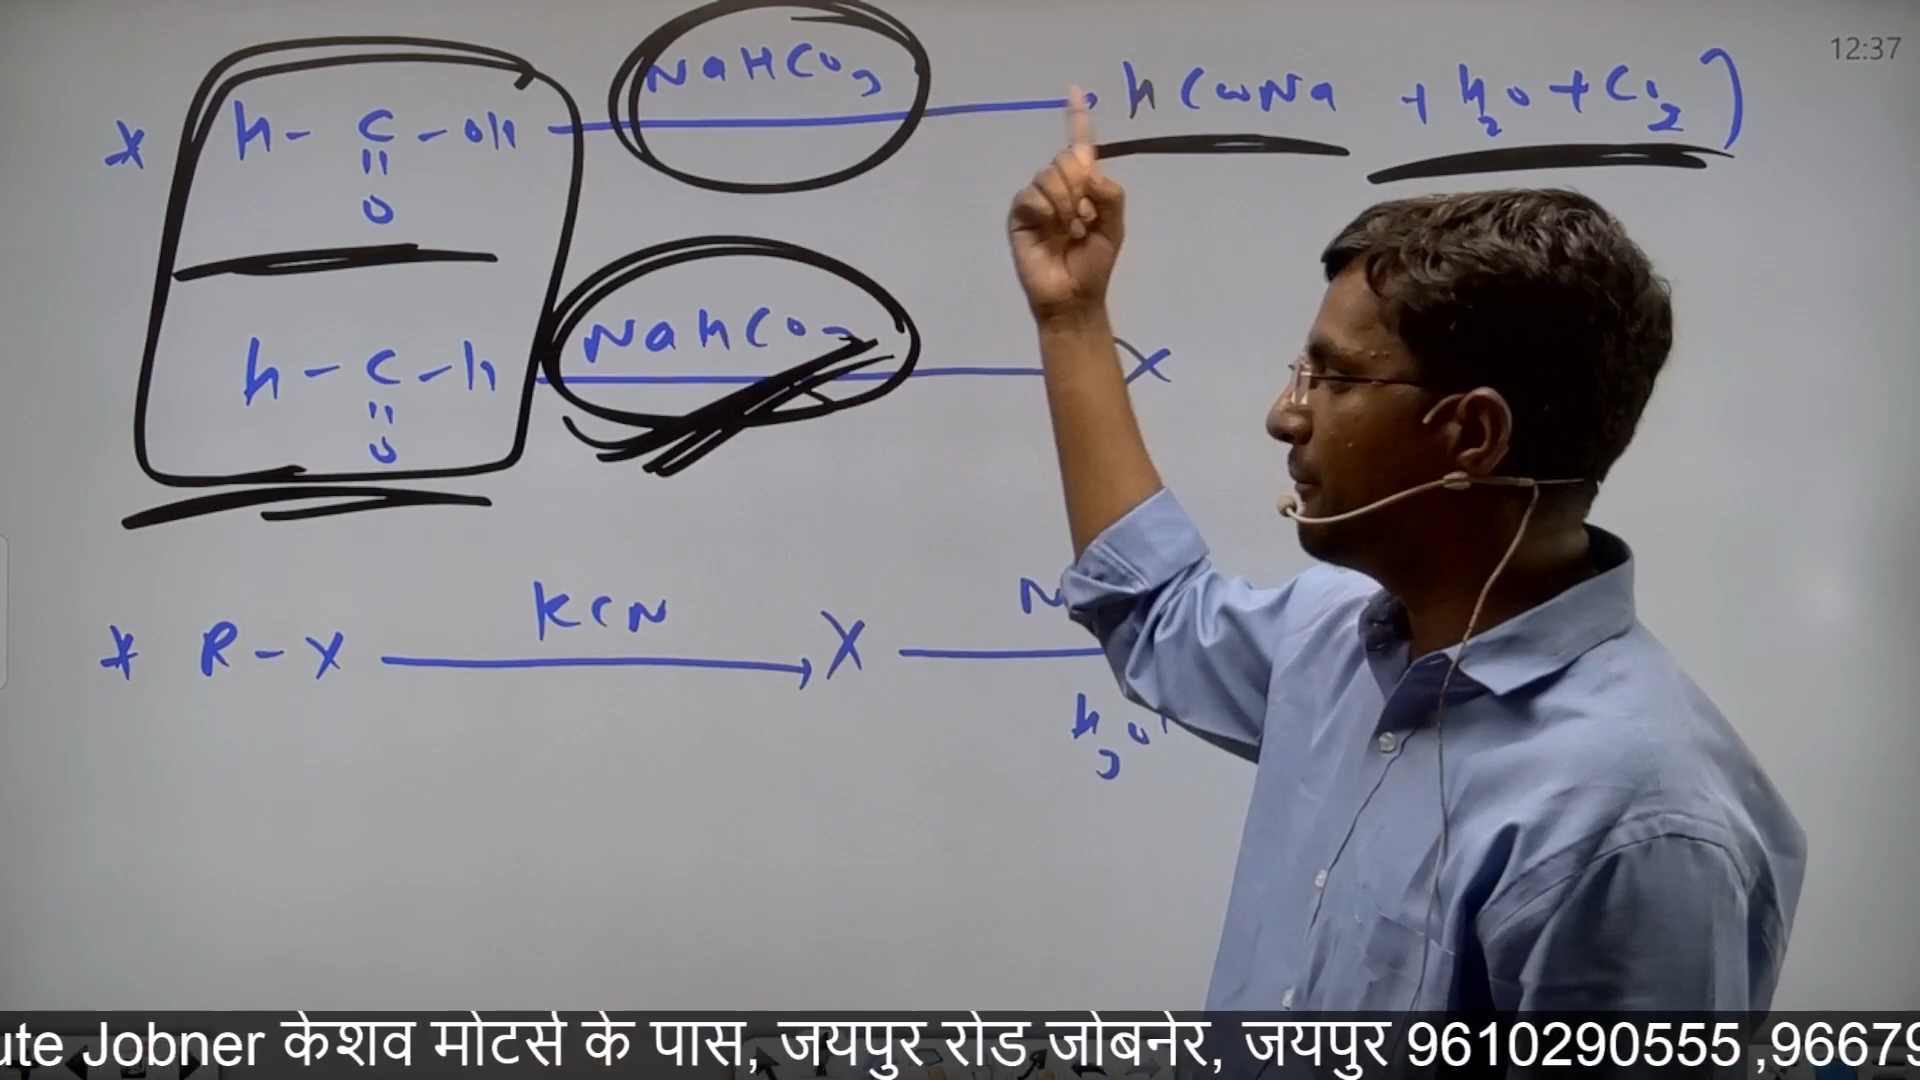 12:37
* H - C - OH NaHCO3 → HCOONa + H2O + CO2
||
O
H - C - H NaHCO3 ×
||
O
* R - X KCN → X N
H3O
ute Jobner केशव मोटर्स के पास, जयपुर रोड जोबनेर, जयपुर 9610290555 ,96679